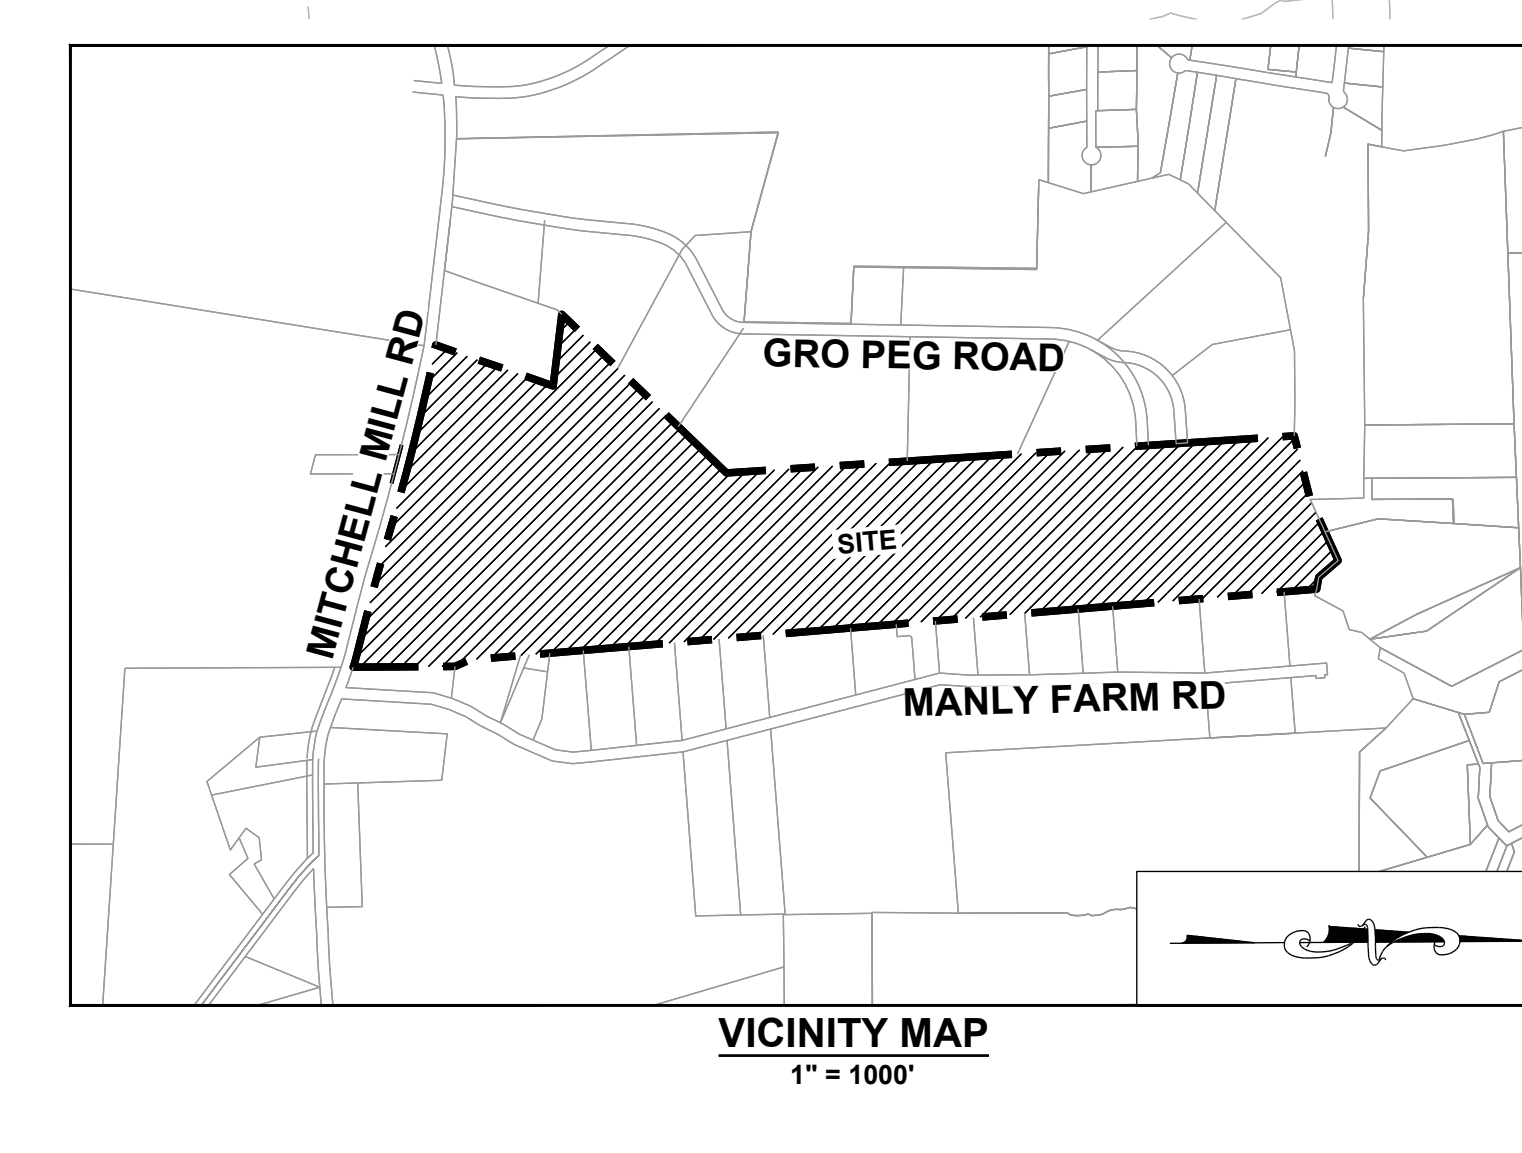 MITCHELL MILL RD
GRO PEG ROAD
SITE
MANLY FARM RD
N
VICINITY MAP
1" = 1000'